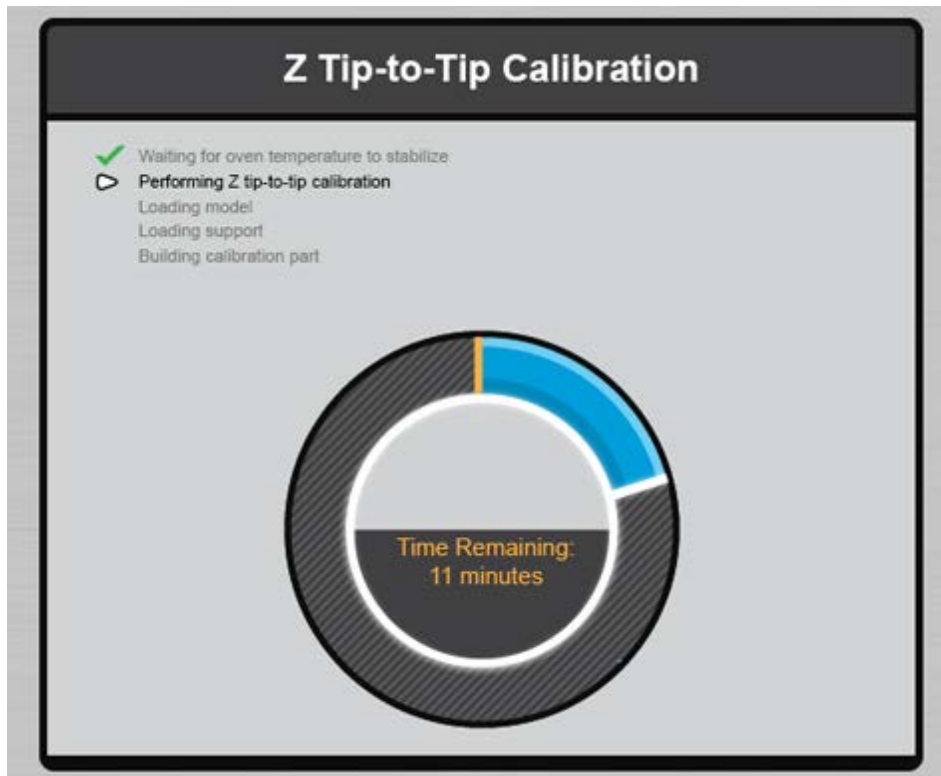 Z Tip-to-Tip Calibration
Waiting for oven temperature to stabilize
Performing Z tip-to-tip calibration
Loading model
Loading support
Building calibration part
Time Remaining:
11 minutes